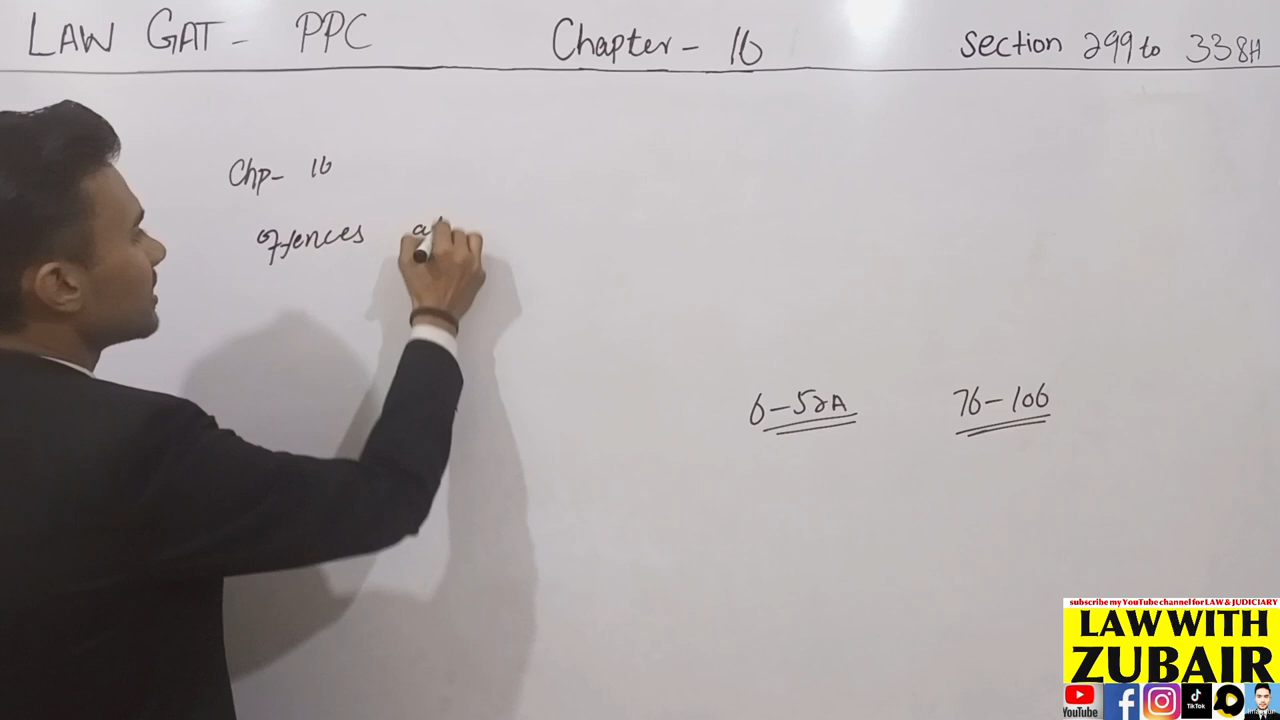 LAW GAT - PPC Chapter - 16 Section 299 to 338H
Chp - 16
offences
6-52A 76-106
subscribe my YouTube channel for LAW & JUDICIARY
LAW WITH
ZUBAIR
YouTube
TikTok